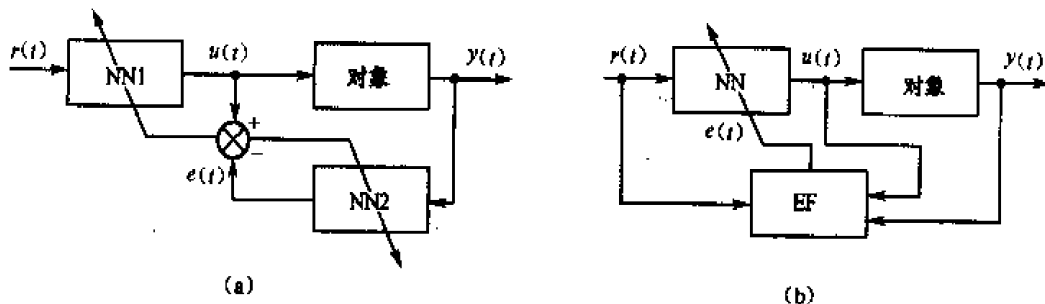 r(t)
NN1
u(t)
对象
y(t)
+
−
e(t)
NN2
(a)
r(t)
NN
u(t)
对象
y(t)
e(t)
EF
(b)